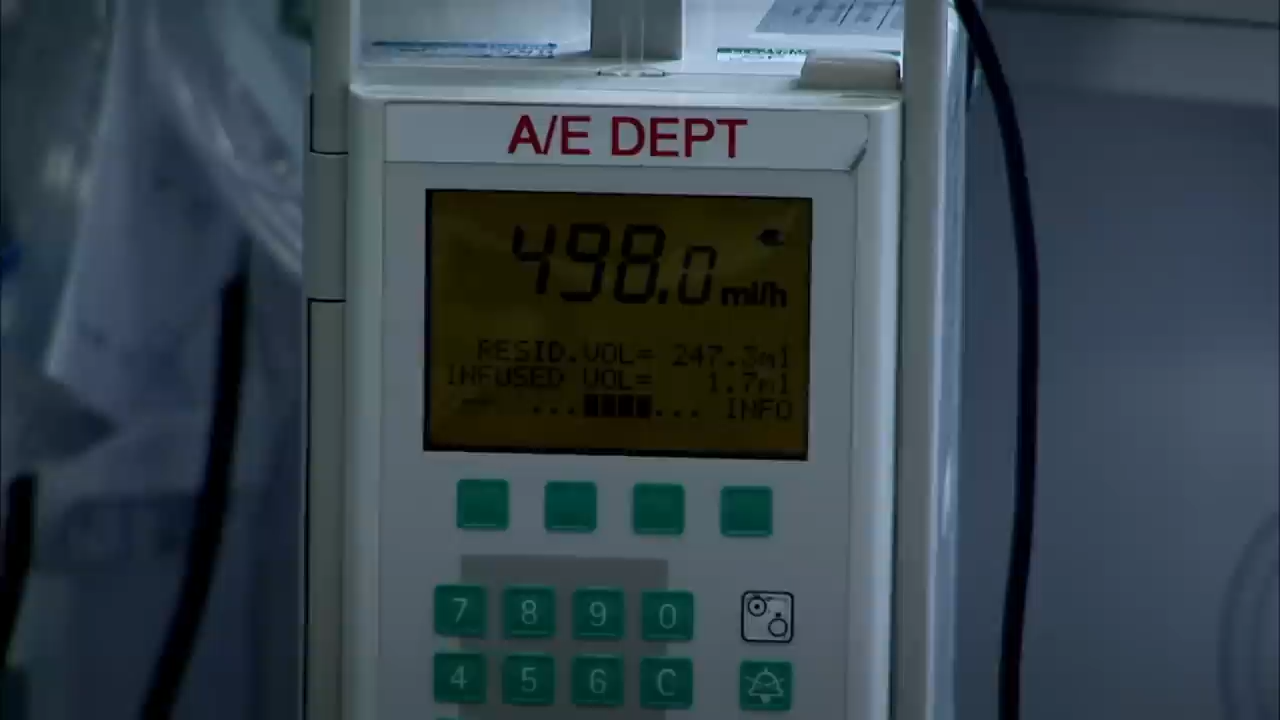 A/E DEPT
498.0 ml/h
RESID.VOL= 247.3ml
INFUSED VOL= 1.7ml
INFO
7 8 9 0
4 5 6 C